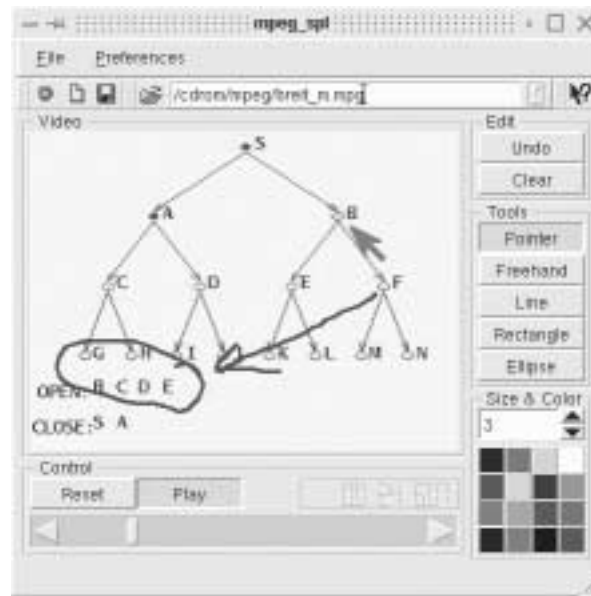 mpeg_spl
File Preferences
/cdrom/mpeg/breit_m.mpg
Video
Edit
Undo
Clear
Tools
Pointer
Freehand
Line
Rectangle
Ellipse
Size & Color
3
S
A B
C D E F
G H I K L M N
OPEN: B C D E
CLOSE: S A
Control
Reset Play